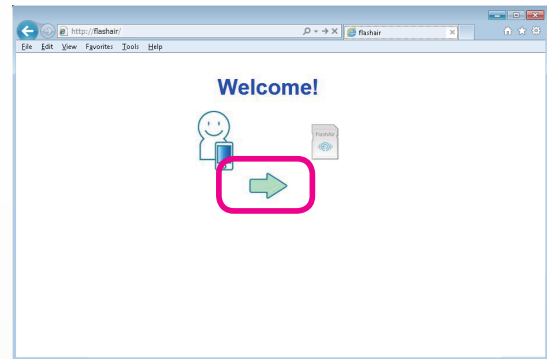 http://flashair/
flashair
File Edit View Favorites Tools Help
Welcome!
FlashAir